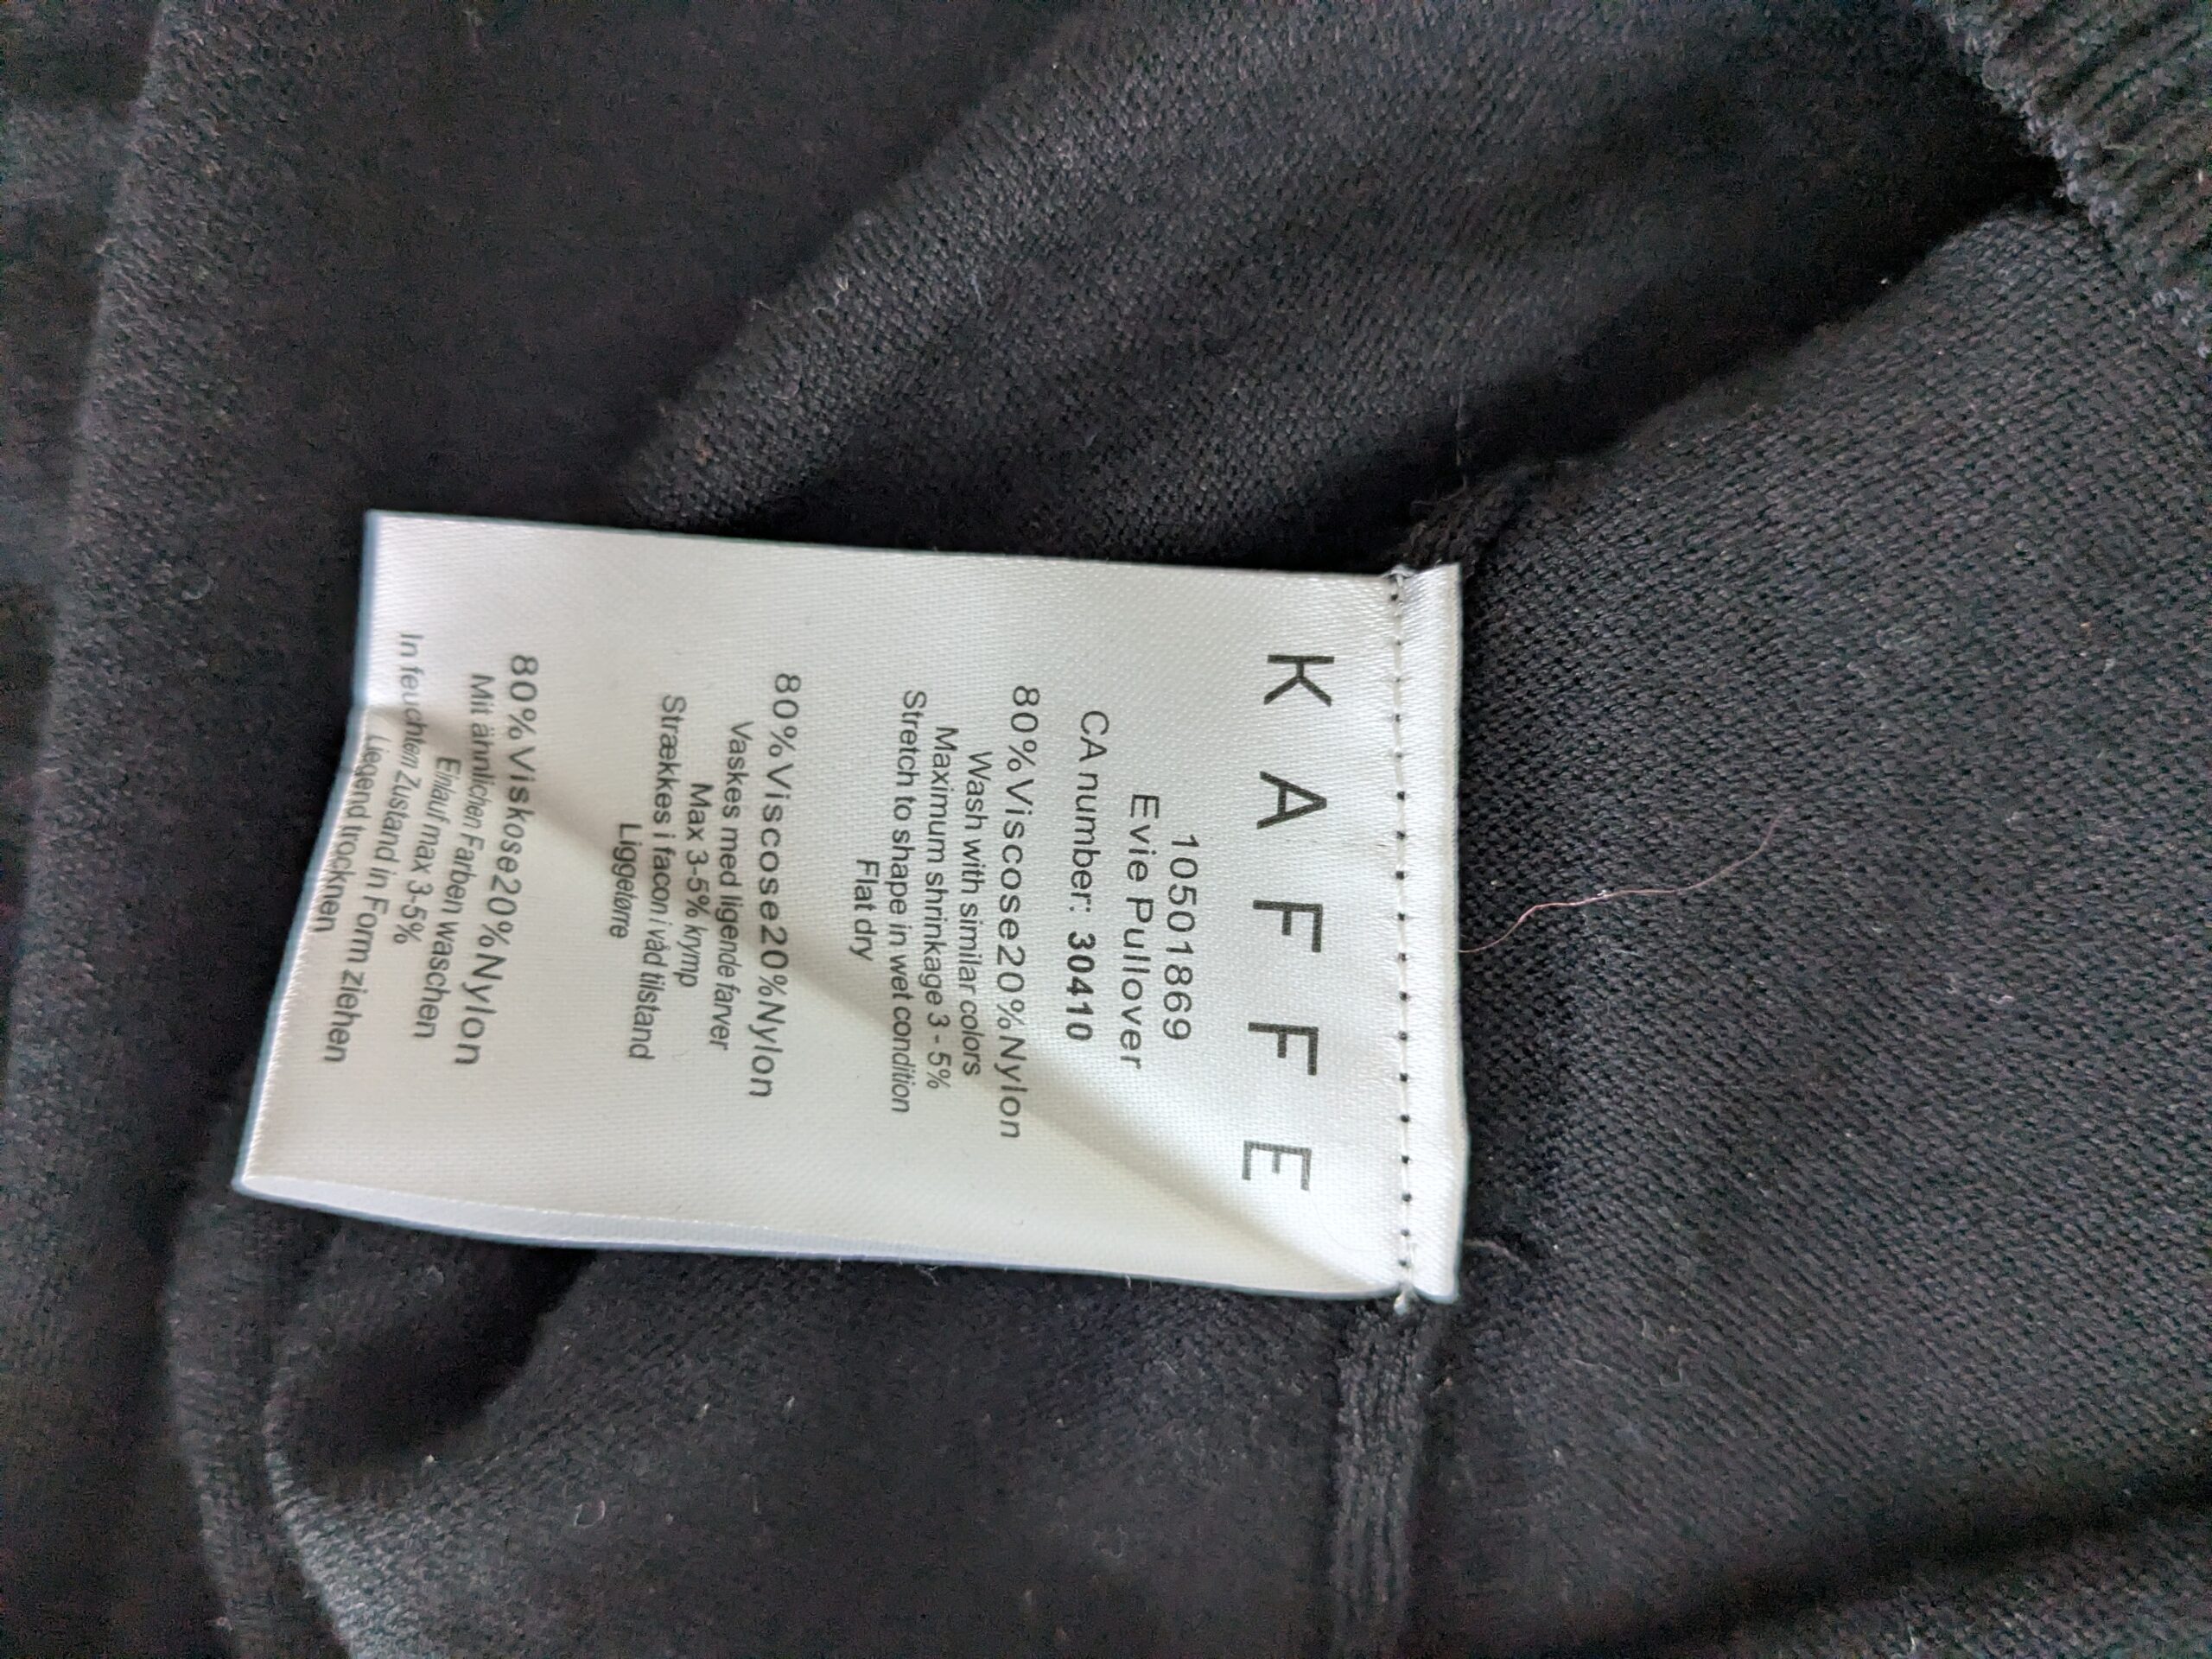 KAFFE
10501869
Evie Pullover
CA number: 30410
80%Viscose20%Nylon
Wash with similar colors
Maximum shrinkage 3 - 5%
Stretch to shape in wet condition
Flat dry
80%Viscose20%Nylon
Vaskes med ligende farver
Max 3-5% krymp
Strækkes i facon i våd tilstand
Liggetørre
80%Viskose20%Nylon
Mit ähnlichen Farben waschen
Einlauf max 3-5%
In feuchten Zustand in Form ziehen
Liegend trocknen